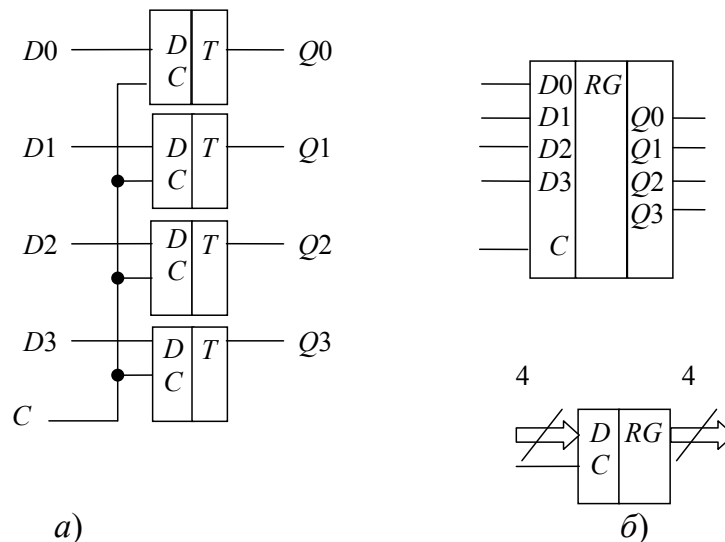 D0 D T Q0
C
D1 D T Q1
C
D2 D T Q2
C
D3 D T Q3
C
C
а)
D0 RG
D1 Q0
D2 Q1
D3 Q2
Q3
C
4 4
D RG
C
б)